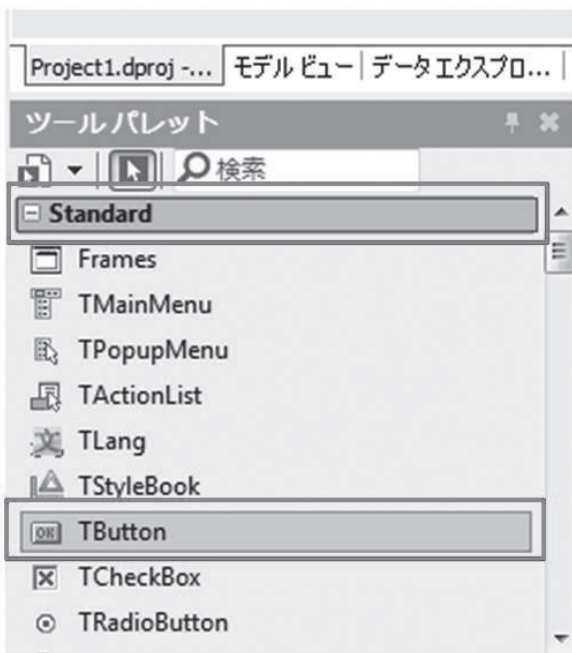 Project1.dproj -... モデル ビュー データ エクスプロ...
ツール パレット
検索
Standard
Frames
TMainMenu
TPopupMenu
TActionList
TLang
TStyleBook
TButton
TCheckBox
TRadioButton